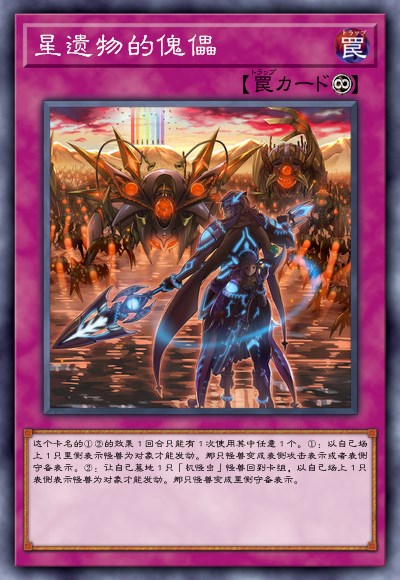 星遗物的傀儡
トラップ
罠
トラップ
【罠カード】
这个卡名的①②的效果1回合只能有1次使用其中任意1个。①：以自己场
上1只里侧表示怪兽为对象才能发动。那只怪兽变成表侧攻击表示或者表侧
守备表示。②：让自己墓地1只「机怪虫」怪兽回到卡组，以自己场上1只
表侧表示怪兽为对象才能发动。那只怪兽变成里侧守备表示。